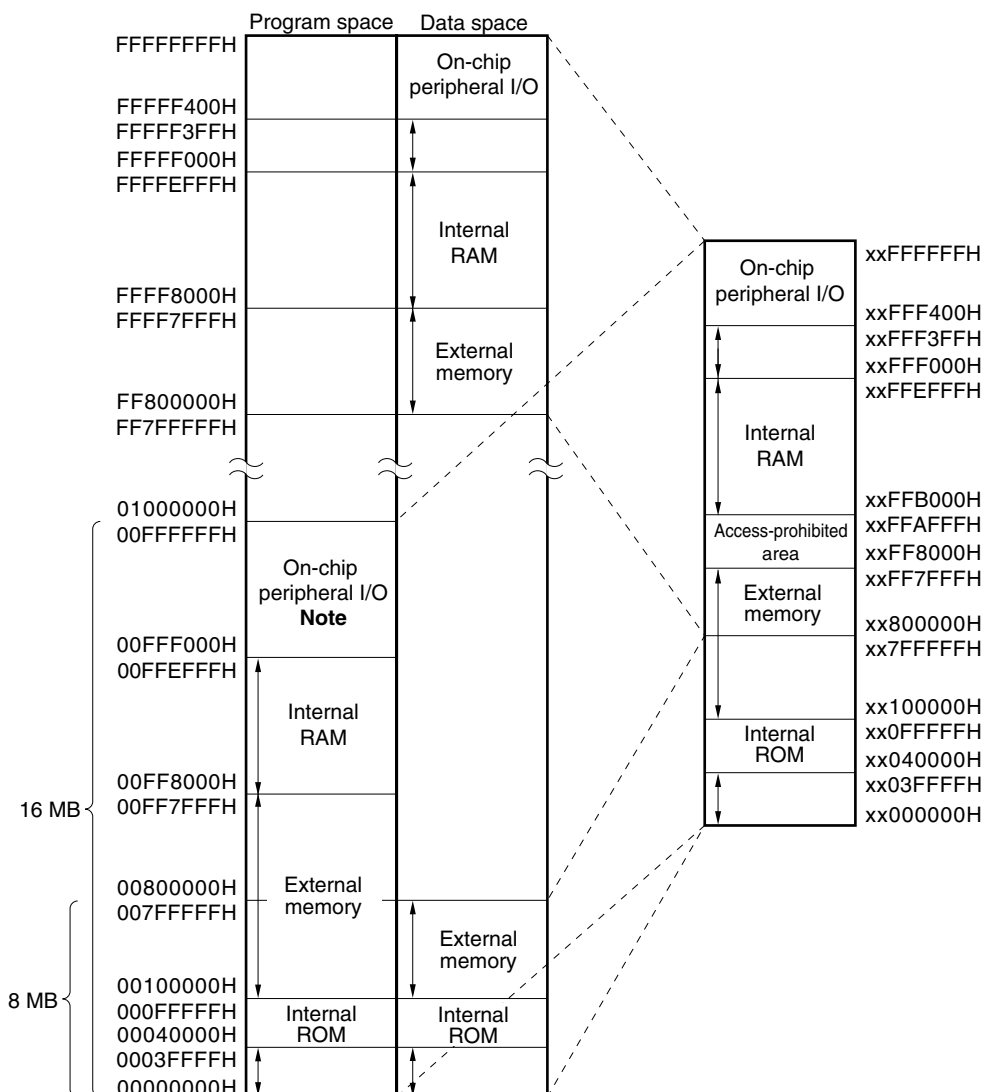 Program space
Data space
FFFFFFFFH
On-chip
peripheral I/O
FFFFF400H
FFFFF3FFH
FFFFF000H
FFFFEFFFH
Internal
RAM
FFFF8000H
FFFF7FFFH
External
memory
FF800000H
FF7FFFFFH
01000000H
00FFFFFFH
On-chip
peripheral I/O
Note
00FFF000H
00FFEFFFH
Internal
RAM
00FF8000H
00FF7FFFH
16 MB
00800000H
007FFFFFH
External
memory
External
memory
8 MB
00100000H
000FFFFFH
00040000H
0003FFFFH
00000000H
Internal
ROM
Internal
ROM
On-chip
peripheral I/O
xxFFFFFFH
xxFFF400H
xxFFF3FFH
xxFFF000H
xxFFEFFFH
Internal
RAM
xxFFB000H
xxFFAFFFH
Access-prohibited
area
xxFF8000H
xxFF7FFFH
External
memory
xx800000H
xx7FFFFFH
xx100000H
xx0FFFFFH
Internal
ROM
xx040000H
xx03FFFFH
xx000000H